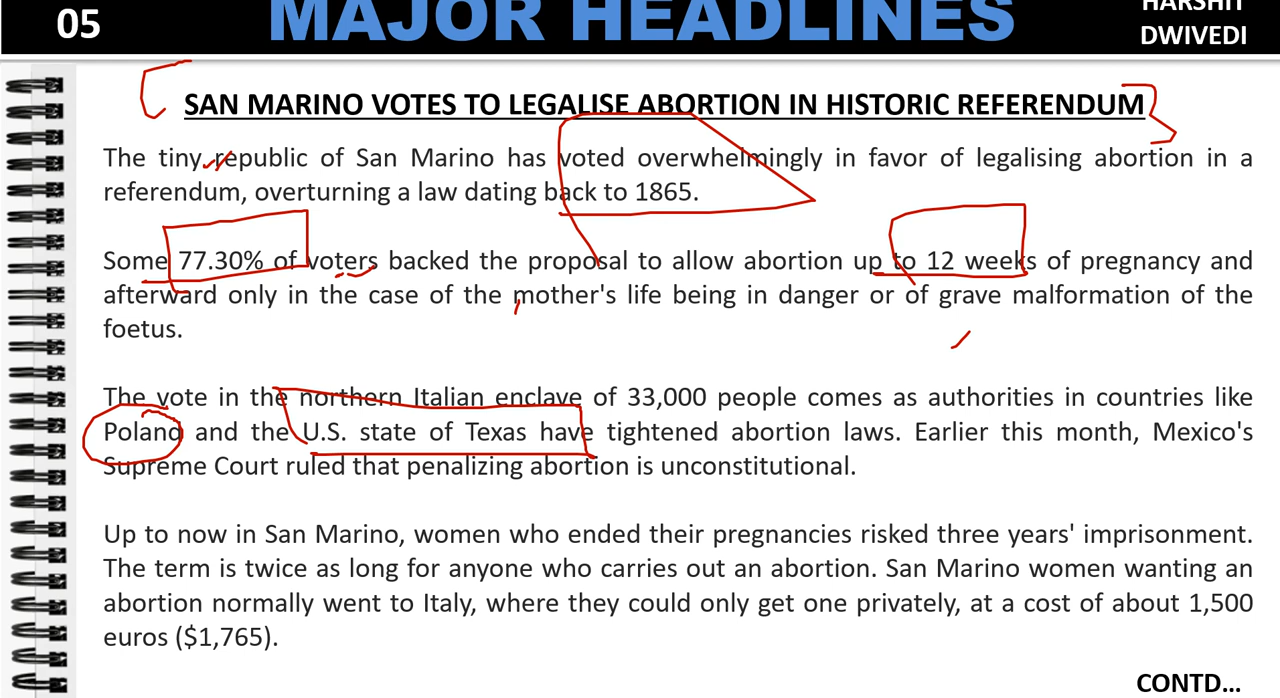 05
MAJOR HEADLINES
HARSHIT
DWIVEDI
SAN MARINO VOTES TO LEGALISE ABORTION IN HISTORIC REFERENDUM
The tiny republic of San Marino has voted overwhelmingly in favor of legalising abortion in a
referendum, overturning a law dating back to 1865.
Some 77.30% of voters backed the proposal to allow abortion up to 12 weeks of pregnancy and
afterward only in the case of the mother's life being in danger or of grave malformation of the
foetus.
The vote in the northern Italian enclave of 33,000 people comes as authorities in countries like
Poland and the U.S. state of Texas have tightened abortion laws. Earlier this month, Mexico's
Supreme Court ruled that penalizing abortion is unconstitutional.
Up to now in San Marino, women who ended their pregnancies risked three years' imprisonment.
The term is twice as long for anyone who carries out an abortion. San Marino women wanting an
abortion normally went to Italy, where they could only get one privately, at a cost of about 1,500
euros ($1,765).
CONTD...